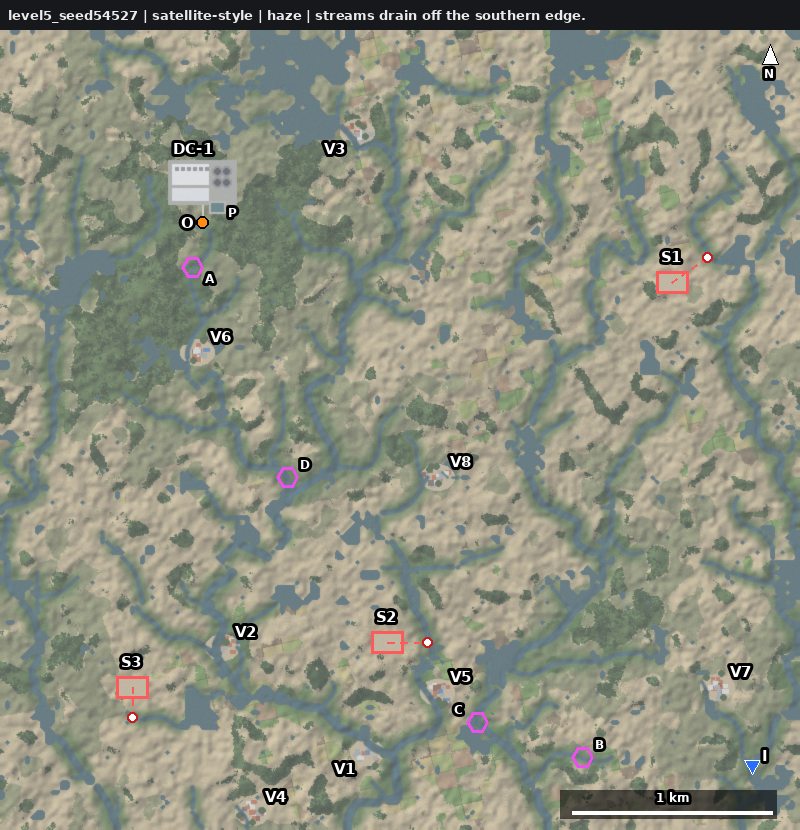 level5_seed54527 | satellite-style | haze | streams drain off the southern edge.
N
DC-1
V3
P
O
A
S1
V6
V8
D
S2
V2
S3
V5
V7
C
B
I
V1
1 km
V4